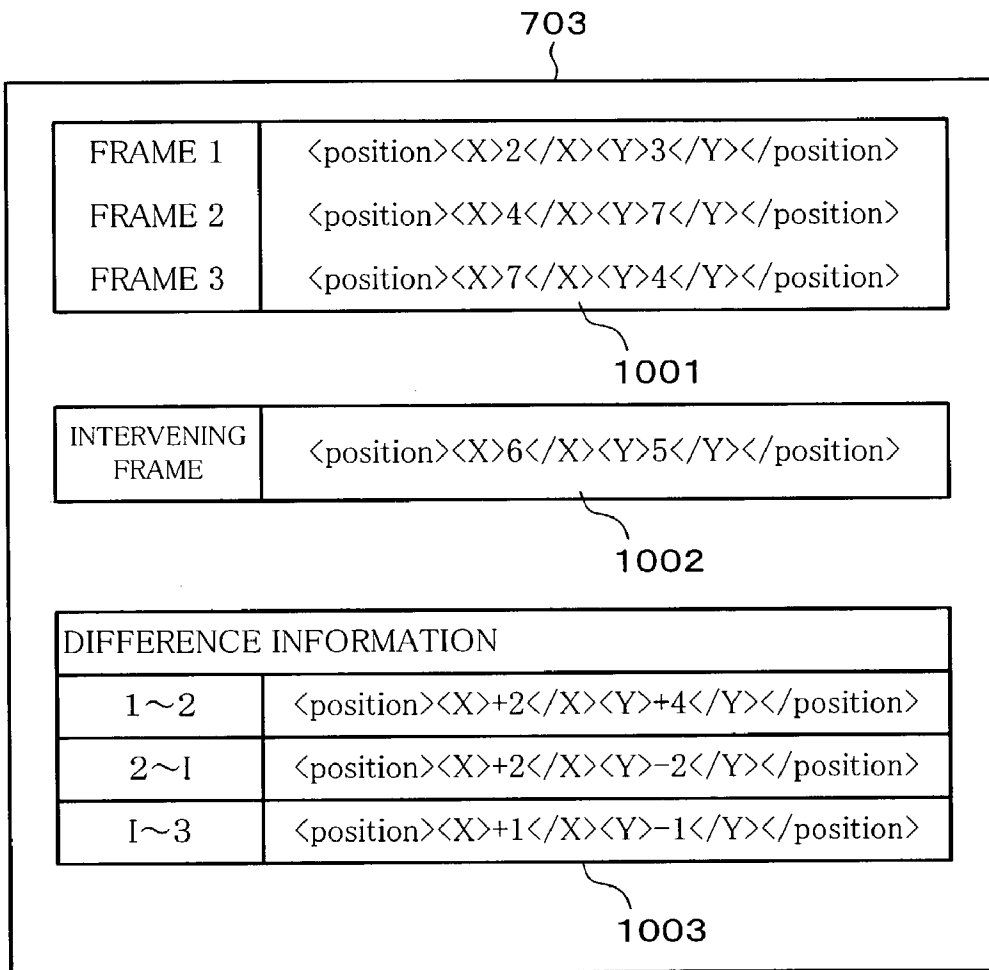 703
FRAME 1 <position><X>2</X><Y>3</Y></position>
FRAME 2 <position><X>4</X><Y>7</Y></position>
FRAME 3 <position><X>7</X><Y>4</Y></position>
1001
INTERVENING
FRAME
<position><X>6</X><Y>5</Y></position>
1002
DIFFERENCE INFORMATION
1~2 <position><X>+2</X><Y>+4</Y></position>
2~I <position><X>+2</X><Y>-2</Y></position>
I~3 <position><X>+1</X><Y>-1</Y></position>
1003